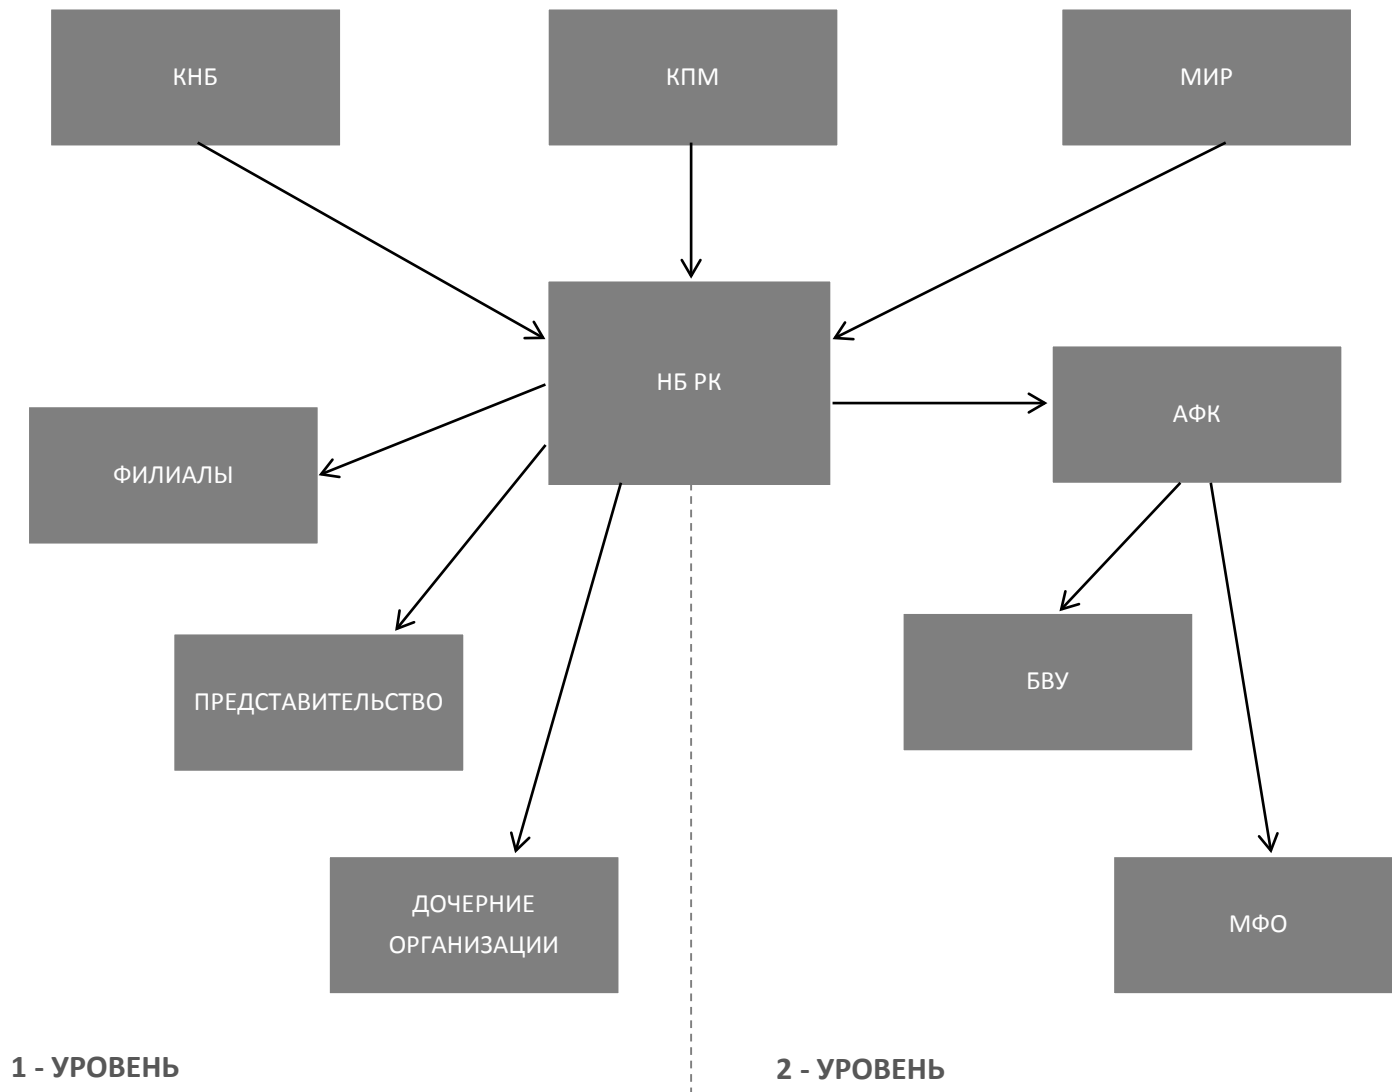 КНБ
КПМ
МИР
НБ РК
АФК
ФИЛИАЛЫ
БВУ
ПРЕДСТАВИТЕЛЬСТВО
ДОЧЕРНИЕ
ОРГАНИЗАЦИИ
МФО
1 - УРОВЕНЬ
2 - УРОВЕНЬ